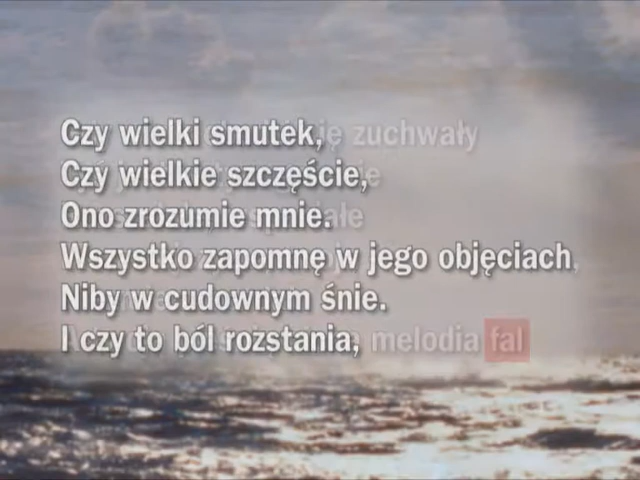 Czy wielki smutek, zuchwały
Czy wielkie szczęście,
Ono zrozumie mnie.
Wszystko zapomnę w jego objęciach
Niby w cudownym śnie.
I czy to ból rozstania, melodia fal